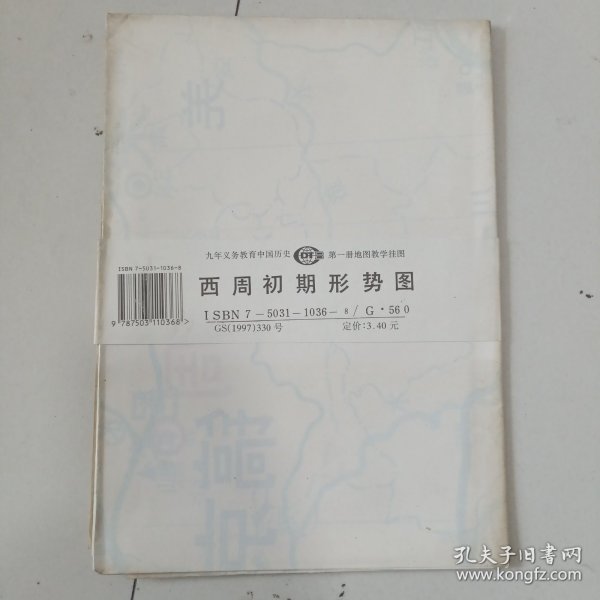 九年义务教育中国历史 第一册地图教学挂图
ISBN 7-5031-1036-8
西周初期形势图
ISBN 7－5031－1036－8／G·560
GS(1997)330号 定价:3.40元
9 787503 110368 >
孔夫子旧书网
www.kongfz.com